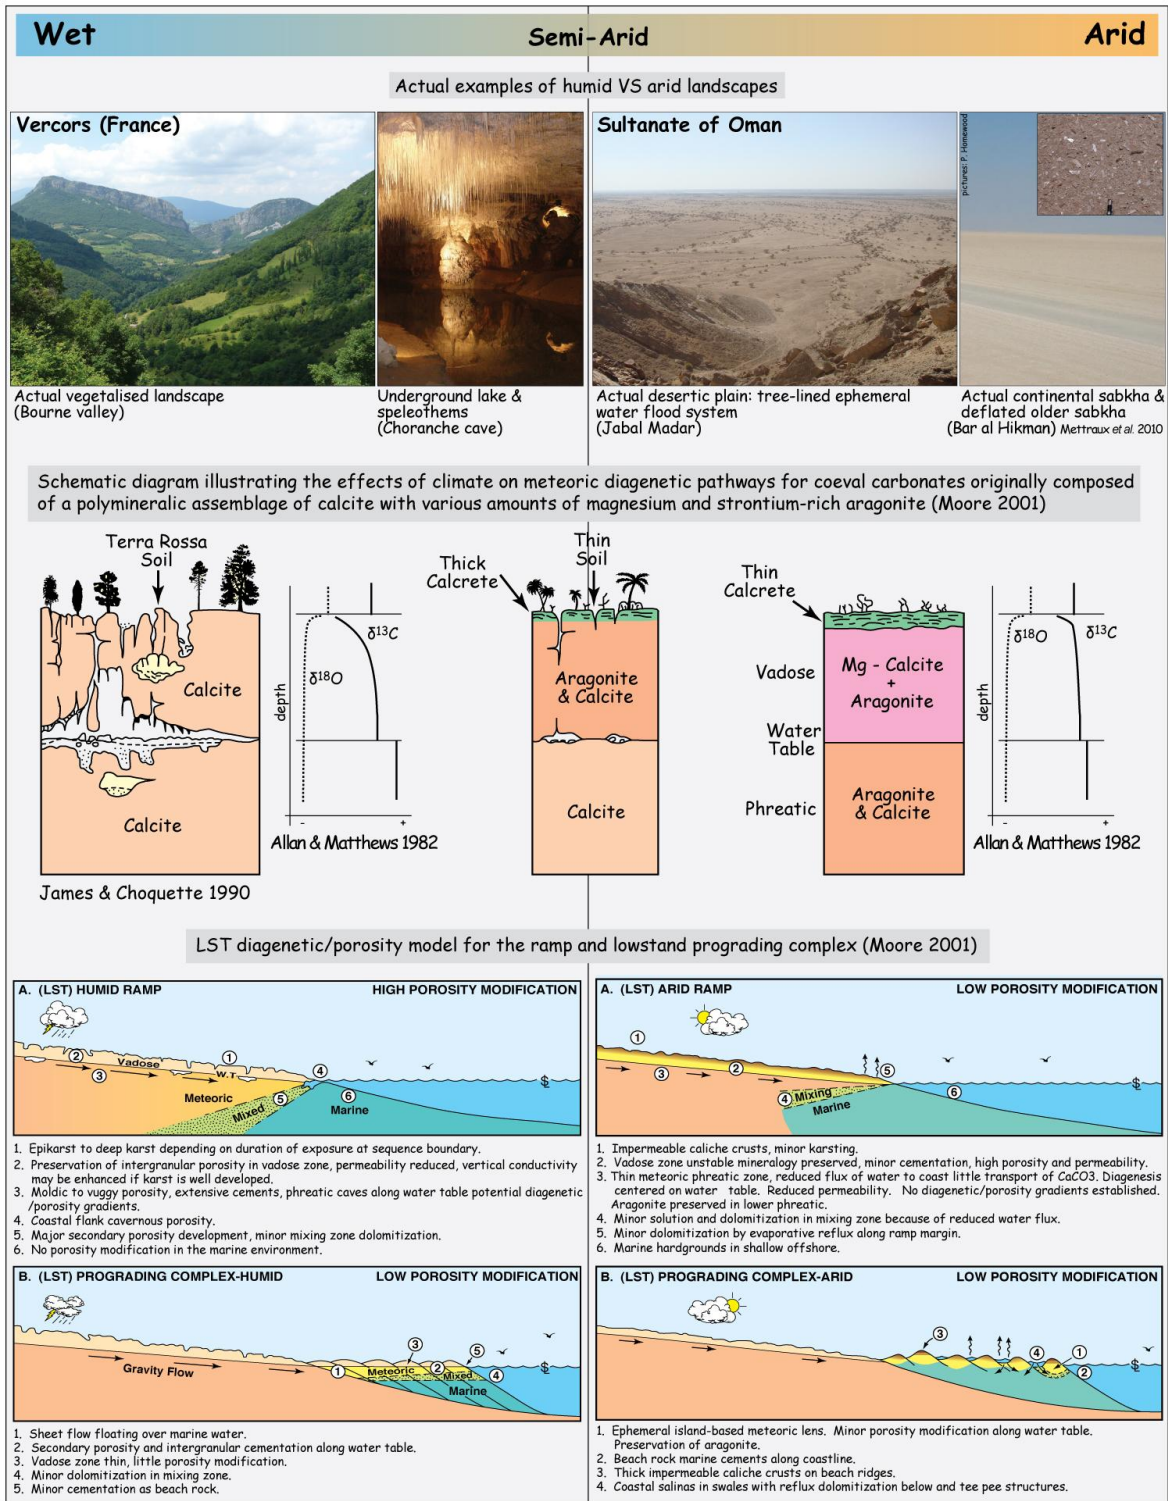 Wet
Semi-Arid
Arid
Actual examples of humid VS arid landscapes
Vercors (France)
Sultanate of Oman
pictures: P. Homewood
Actual vegetalised landscape
(Bourne valley)
Underground lake &
speleothems
(Choranche cave)
Actual desertic plain: tree-lined ephemeral
water flood system
(Jabal Madar)
Actual continental sabkha &
deflated older sabkha
(Bar al Hikman) Mettraux et al. 2010
Schematic diagram illustrating the effects of climate on meteoric diagenetic pathways for coeval carbonates originally composed
of a polymineralic assemblage of calcite with various amounts of magnesium and strontium-rich aragonite (Moore 2001)
Terra Rossa
Soil
Calcite
Calcite
James & Choquette 1990
depth
δ18O
δ13C
- +
Allan & Matthews 1982
Thick
Calcrete
Thin
Soil
Aragonite
& Calcite
Calcite
Thin
Calcrete
Vadose
Water
Table
Phreatic
Mg - Calcite
+
Aragonite
Aragonite
& Calcite
depth
δ18O
δ13C
- +
Allan & Matthews 1982
LST diagenetic/porosity model for the ramp and lowstand prograding complex (Moore 2001)
A. (LST) HUMID RAMP
HIGH POROSITY MODIFICATION
1
2
Vadose
3
W.T
4
Meteoric
5
Mixed
6
Marine
1. Epikarst to deep karst depending on duration of exposure at sequence boundary.
2. Preservation of intergranular porosity in vadose zone, permeability reduced, vertical conductivity
may be enhanced if karst is well developed.
3. Moldic to vuggy porosity, extensive cements, phreatic caves along water table potential diagenetic
/porosity gradients.
4. Coastal flank cavernous porosity.
5. Major secondary porosity development, minor mixing zone dolomitization.
6. No porosity modification in the marine environment.
A. (LST) ARID RAMP
LOW POROSITY MODIFICATION
1
2
3
5
4
Mixing
6
Marine
1. Impermeable caliche crusts, minor karsting.
2. Vadose zone unstable mineralogy preserved, minor cementation, high porosity and permeability.
3. Thin meteoric phreatic zone, reduced flux of water to coast little transport of CaCO3. Diagenesis
centered on water table. Reduced permeability. No diagenetic/porosity gradients established.
Aragonite preserved in lower phreatic.
4. Minor solution and dolomitization in mixing zone because of reduced water flux.
5. Minor dolomitization by evaporative reflux along ramp margin.
6. Marine hardgrounds in shallow offshore.
B. (LST) PROGRADING COMPLEX-HUMID
LOW POROSITY MODIFICATION
3
5
Gravity Flow
1
Meteoric
2
Mixed
4
Marine
1. Sheet flow floating over marine water.
2. Secondary porosity and intergranular cementation along water table.
3. Vadose zone thin, little porosity modification.
4. Minor dolomitization in mixing zone.
5. Minor cementation as beach rock.
B. (LST) PROGRADING COMPLEX-ARID
LOW POROSITY MODIFICATION
3
4
1
2
1. Ephemeral island-based meteoric lens. Minor porosity modification along water table.
Preservation of aragonite.
2. Beach rock marine cements along coastline.
3. Thick impermeable caliche crusts on beach ridges.
4. Coastal salinas in swales with reflux dolomitization below and tee pee structures.